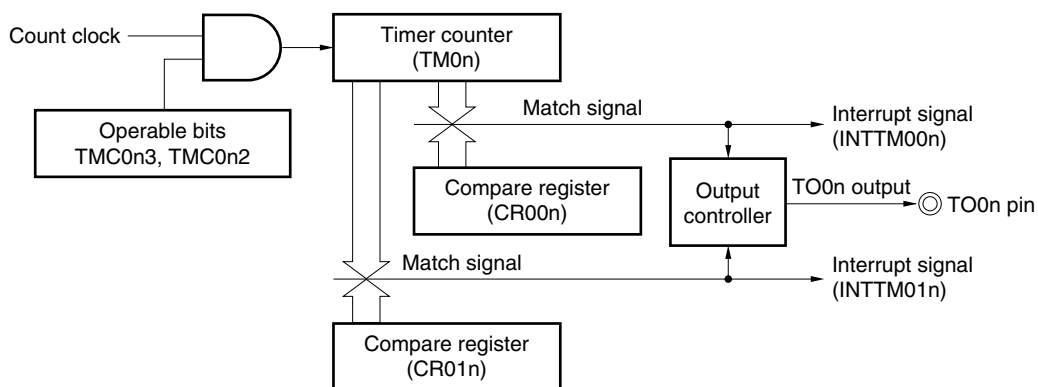 Count clock
Timer counter
(TM0n)
Operable bits
TMC0n3, TMC0n2
Match signal
Interrupt signal
(INTTM00n)
Compare register
(CR00n)
Output
controller
TO0n output
TO0n pin
Match signal
Interrupt signal
(INTTM01n)
Compare register
(CR01n)